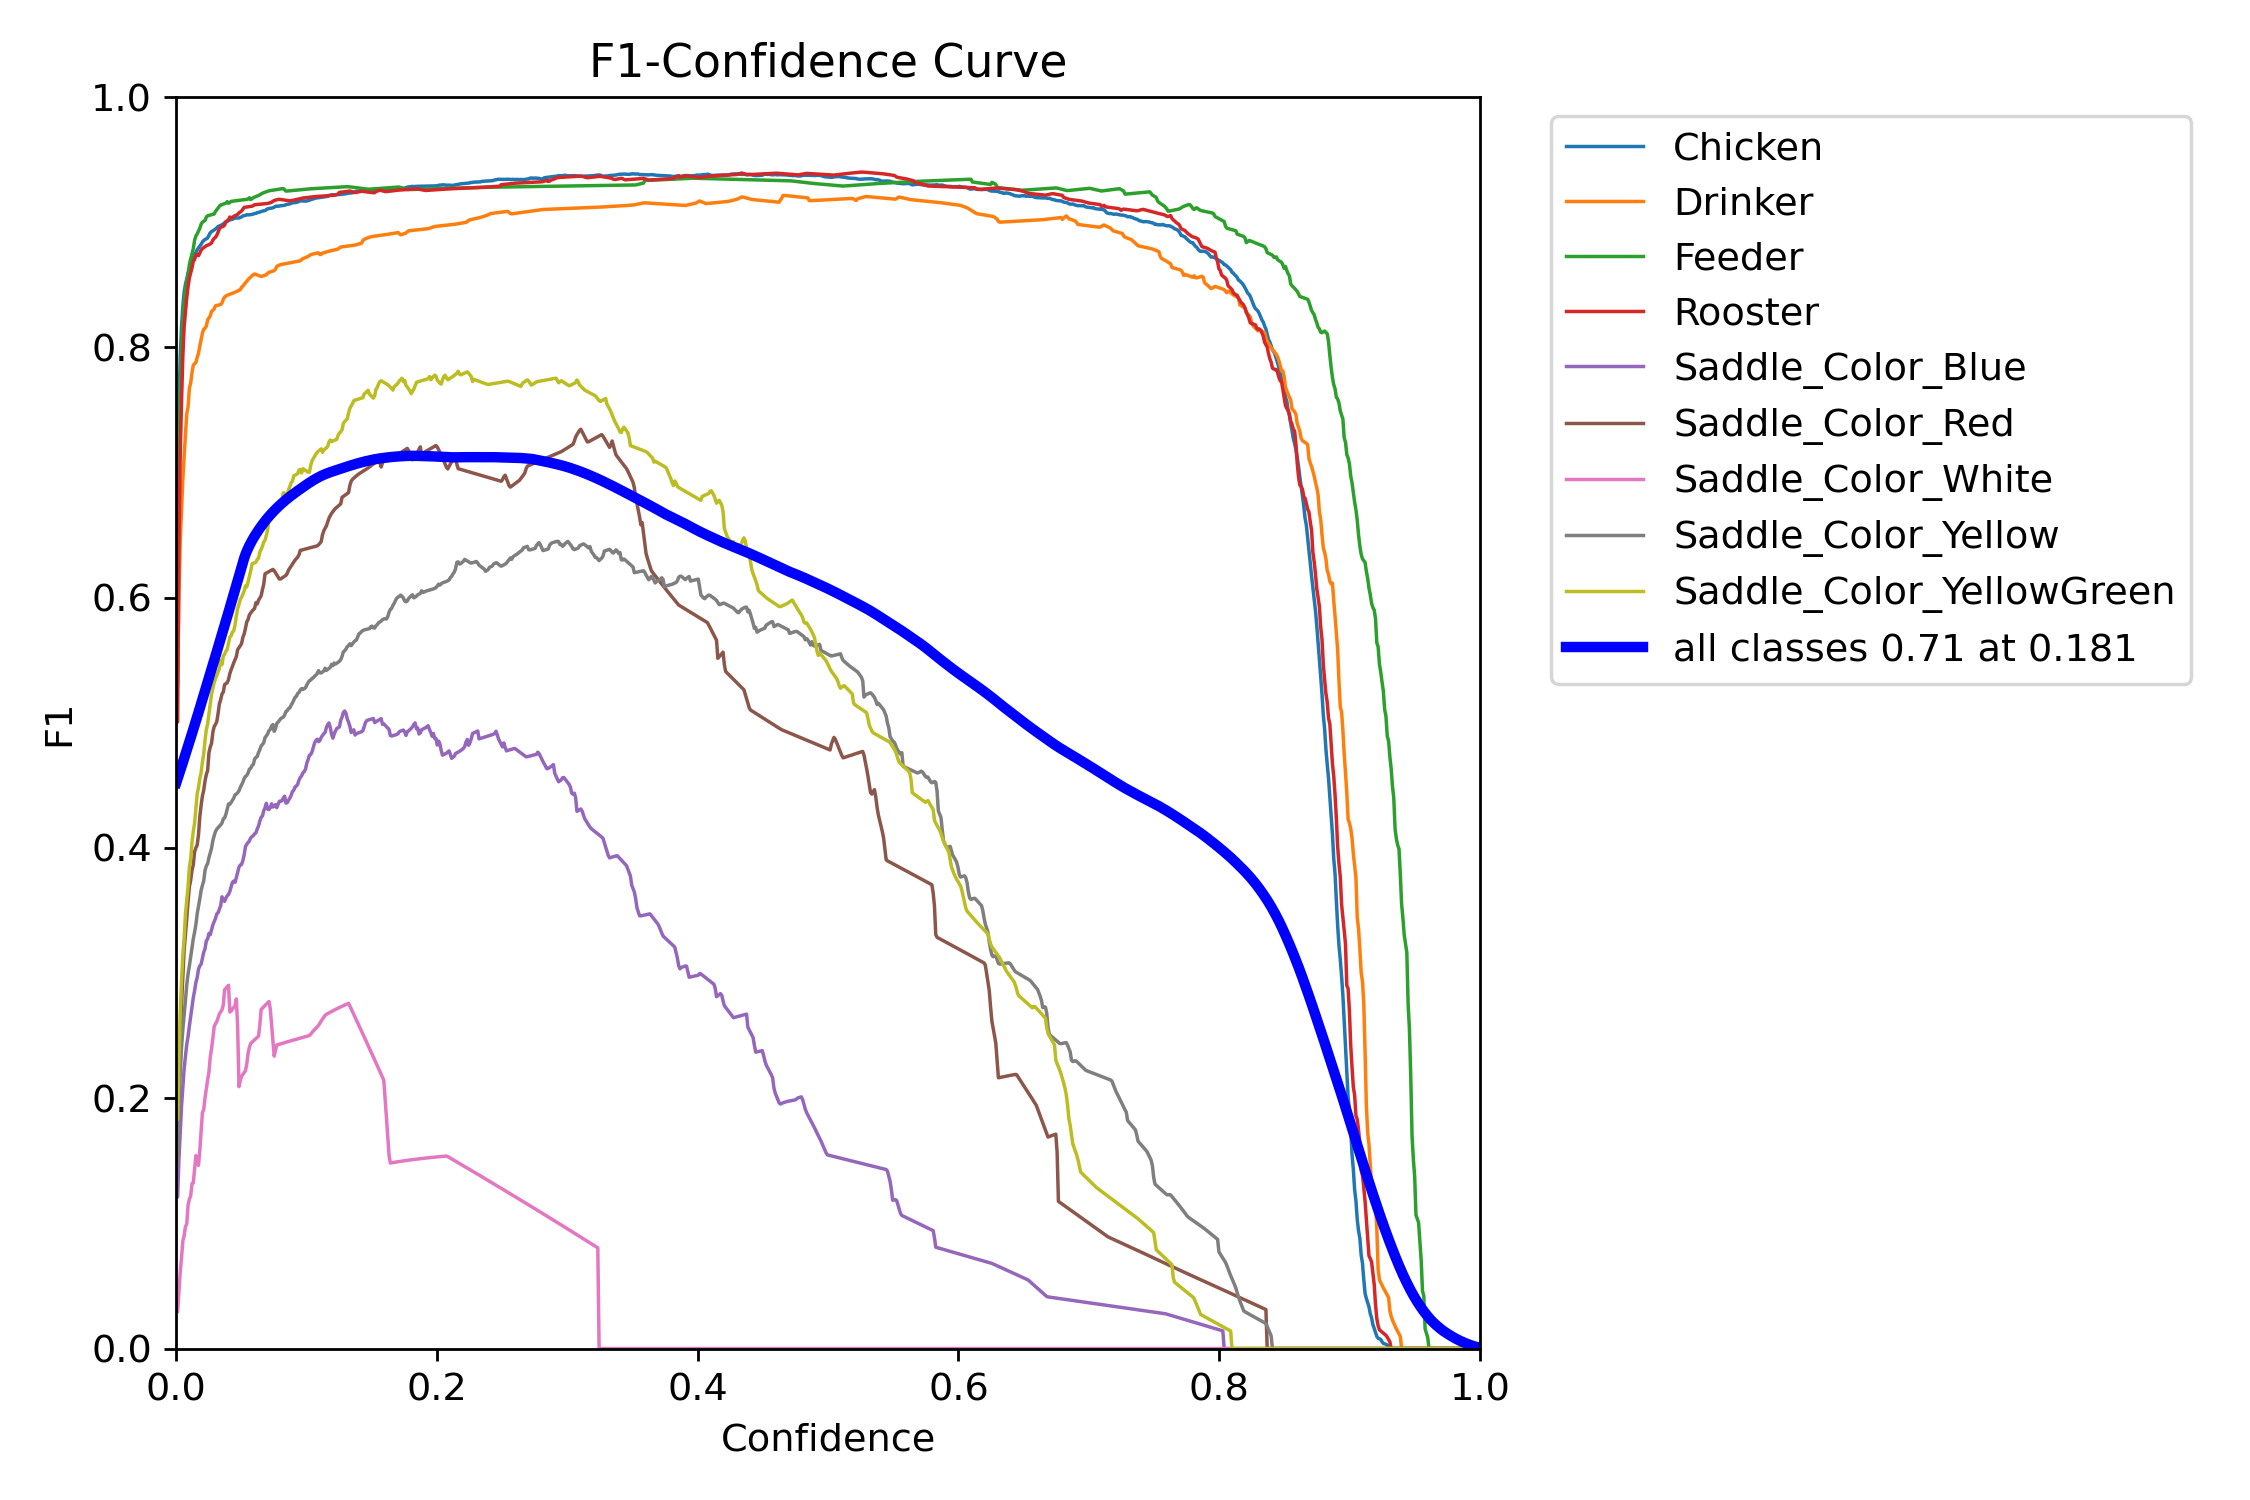 F1-Confidence Curve
1.0
0.8
0.6
0.4
0.2
0.0
F1
0.0 0.2 0.4 0.6 0.8 1.0
Confidence
Chicken
Drinker
Feeder
Rooster
Saddle_Color_Blue
Saddle_Color_Red
Saddle_Color_White
Saddle_Color_Yellow
Saddle_Color_YellowGreen
all classes 0.71 at 0.181